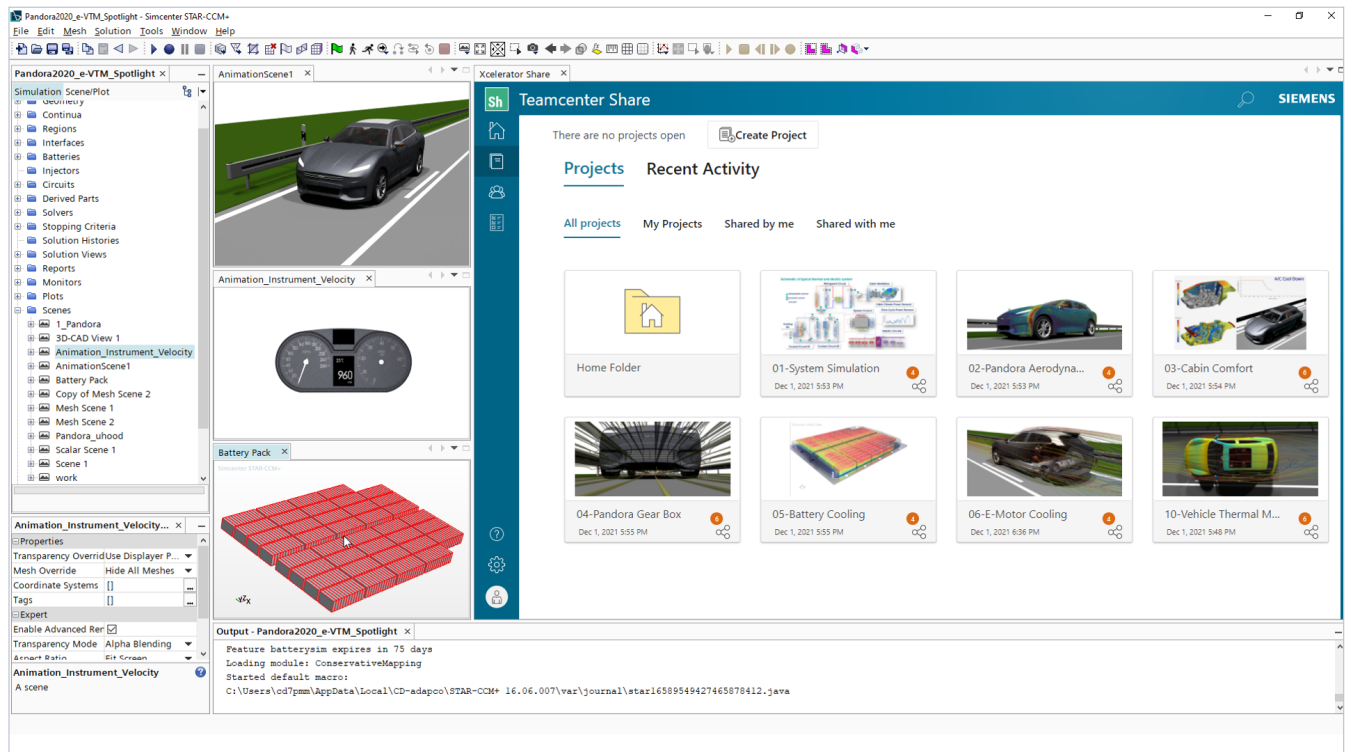 Pandora2020_e-VTM_Spotlight - Simcenter STAR-CCM+
File Edit Mesh Solution Tools Window Help
Pandora2020_e-VTM_Spotlight ×
Simulation Scene/Plot
Geometry
Continua
Regions
Interfaces
Batteries
Injectors
Circuits
Derived Parts
Solvers
Stopping Criteria
Solution Histories
Solution Views
Reports
Monitors
Plots
Scenes
1_Pandora
3D-CAD View 1
Animation_Instrument_Velocity
AnimationScene1
Battery Pack
Copy of Mesh Scene 2
Mesh Scene 1
Mesh Scene 2
Pandora_uhood
Scalar Scene 1
Scene 1
work
Animation_Instrument_Velocity... ×
Properties
Transparency Overrid Use Displayer P...
Mesh Override Hide All Meshes
Coordinate Systems []
Tags []
Expert
Enable Advanced Ren
Transparency Mode Alpha Blending
Aspect Ratio Fit Screen
Animation_Instrument_Velocity
A scene
AnimationScene1 ×
Animation_Instrument_Velocity ×
960
Battery Pack ×
Simcenter STAR-CCM+
Xcelerator Share ×
Sh Teamcenter Share SIEMENS
There are no projects open Create Project
Projects Recent Activity
All projects My Projects Shared by me Shared with me
A/C Cool Down
Home Folder
01-System Simulation 4
Dec 1, 2021 5:53 PM
02-Pandora Aerodyna... 4
Dec 1, 2021 5:53 PM
03-Cabin Comfort 6
Dec 1, 2021 5:54 PM
04-Pandora Gear Box 6
Dec 1, 2021 5:55 PM
05-Battery Cooling 4
Dec 1, 2021 5:55 PM
06-E-Motor Cooling 4
Dec 1, 2021 6:36 PM
10-Vehicle Thermal M... 6
Dec 1, 2021 5:48 PM
Output - Pandora2020_e-VTM_Spotlight ×
Feature batterysim expires in 75 days
Loading module: ConservativeMapping
Started default macro:
C:\Users\cd7pmm\AppData\Local\CD-adapco\STAR-CCM+ 16.06.007\var\journal\star16589549427465878412.java